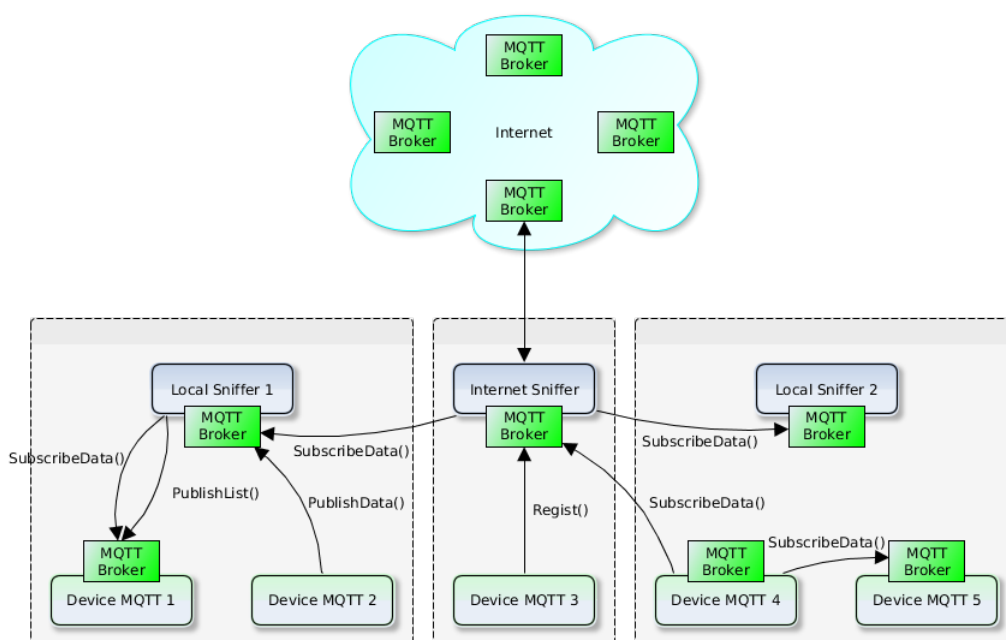 MQTT
Broker
MQTT
Broker
Internet
MQTT
Broker
MQTT
Broker
Local Sniffer 1
Internet Sniffer
Local Sniffer 2
MQTT
Broker
MQTT
Broker
MQTT
Broker
SubscribeData()
SubscribeData()
SubscribeData()
PublishList()
PublishData()
Regist()
SubscribeData()
SubscribeData()
MQTT
Broker
MQTT
Broker
MQTT
Broker
Device MQTT 1
Device MQTT 2
Device MQTT 3
Device MQTT 4
Device MQTT 5